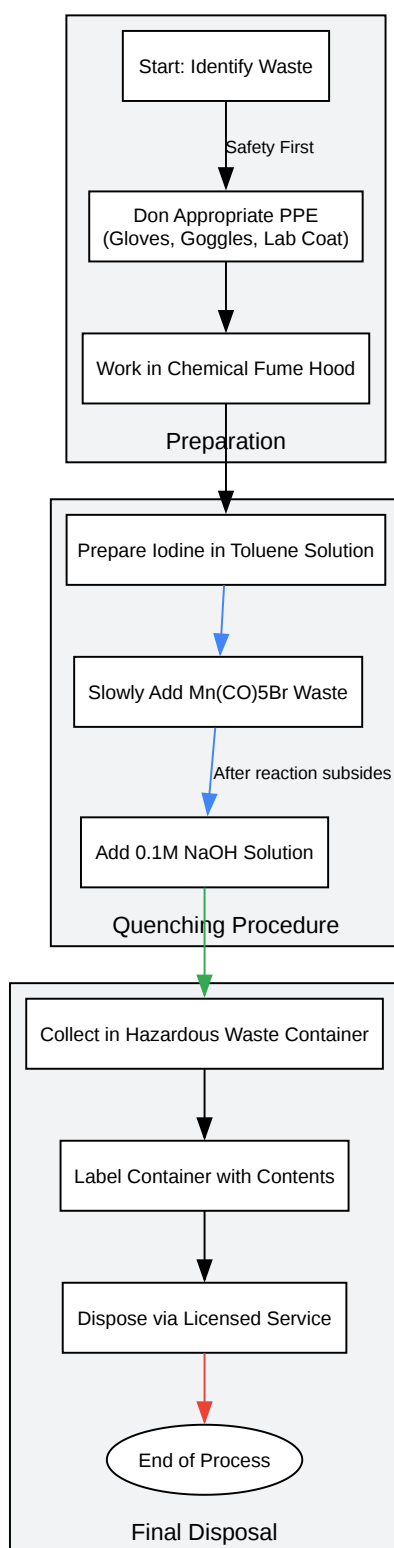 Start: Identify Waste
Safety First
Don Appropriate PPE
(Gloves, Goggles, Lab Coat)
Work in Chemical Fume Hood
Preparation
Prepare Iodine in Toluene Solution
Slowly Add Mn(CO)5Br Waste
After reaction subsides
Add 0.1M NaOH Solution
Quenching Procedure
Collect in Hazardous Waste Container
Label Container with Contents
Dispose via Licensed Service
End of Process
Final Disposal